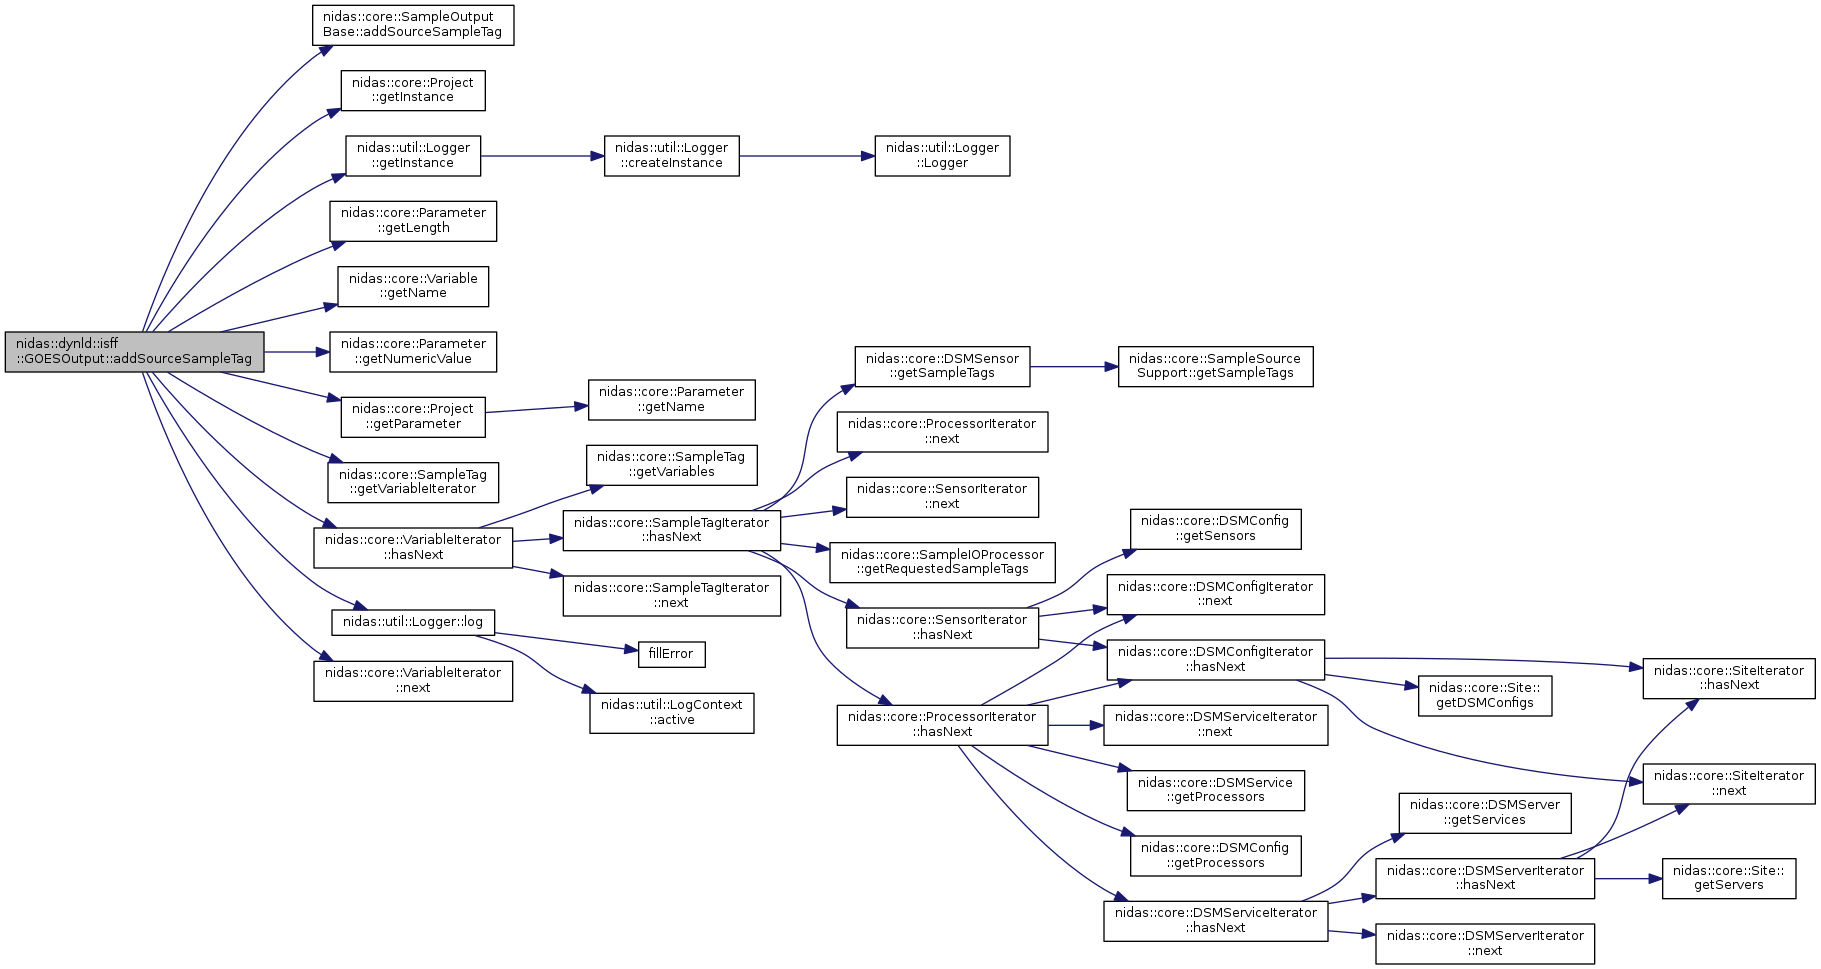 nidas::dynld::isff
::GOESOutput::addSourceSampleTag
nidas::core::SampleOutput
Base::addSourceSampleTag
nidas::core::Project
::getInstance
nidas::util::Logger
::getInstance
nidas::util::Logger
::createInstance
nidas::util::Logger
::Logger
nidas::core::Parameter
::getLength
nidas::core::Variable
::getName
nidas::core::Parameter
::getNumericValue
nidas::core::Project
::getParameter
nidas::core::Parameter
::getName
nidas::core::SampleTag
::getVariableIterator
nidas::core::VariableIterator
::hasNext
nidas::core::SampleTag
::getVariables
nidas::core::SampleTagIterator
::hasNext
nidas::core::SampleTagIterator
::next
nidas::util::Logger::log
fillError
nidas::util::LogContext
::active
nidas::core::VariableIterator
::next
nidas::core::DSMSensor
::getSampleTags
nidas::core::SampleSource
Support::getSampleTags
nidas::core::ProcessorIterator
::next
nidas::core::SensorIterator
::next
nidas::core::SampleIOProcessor
::getRequestedSampleTags
nidas::core::SensorIterator
::hasNext
nidas::core::ProcessorIterator
::hasNext
nidas::core::DSMConfig
::getSensors
nidas::core::DSMConfigIterator
::next
nidas::core::DSMConfigIterator
::hasNext
nidas::core::DSMServiceIterator
::next
nidas::core::DSMService
::getProcessors
nidas::core::DSMConfig
::getProcessors
nidas::core::DSMServiceIterator
::hasNext
nidas::core::SiteIterator
::hasNext
nidas::core::Site::
getDSMConfigs
nidas::core::SiteIterator
::next
nidas::core::DSMServer
::getServices
nidas::core::DSMServerIterator
::hasNext
nidas::core::Site::
getServers
nidas::core::DSMServerIterator
::next